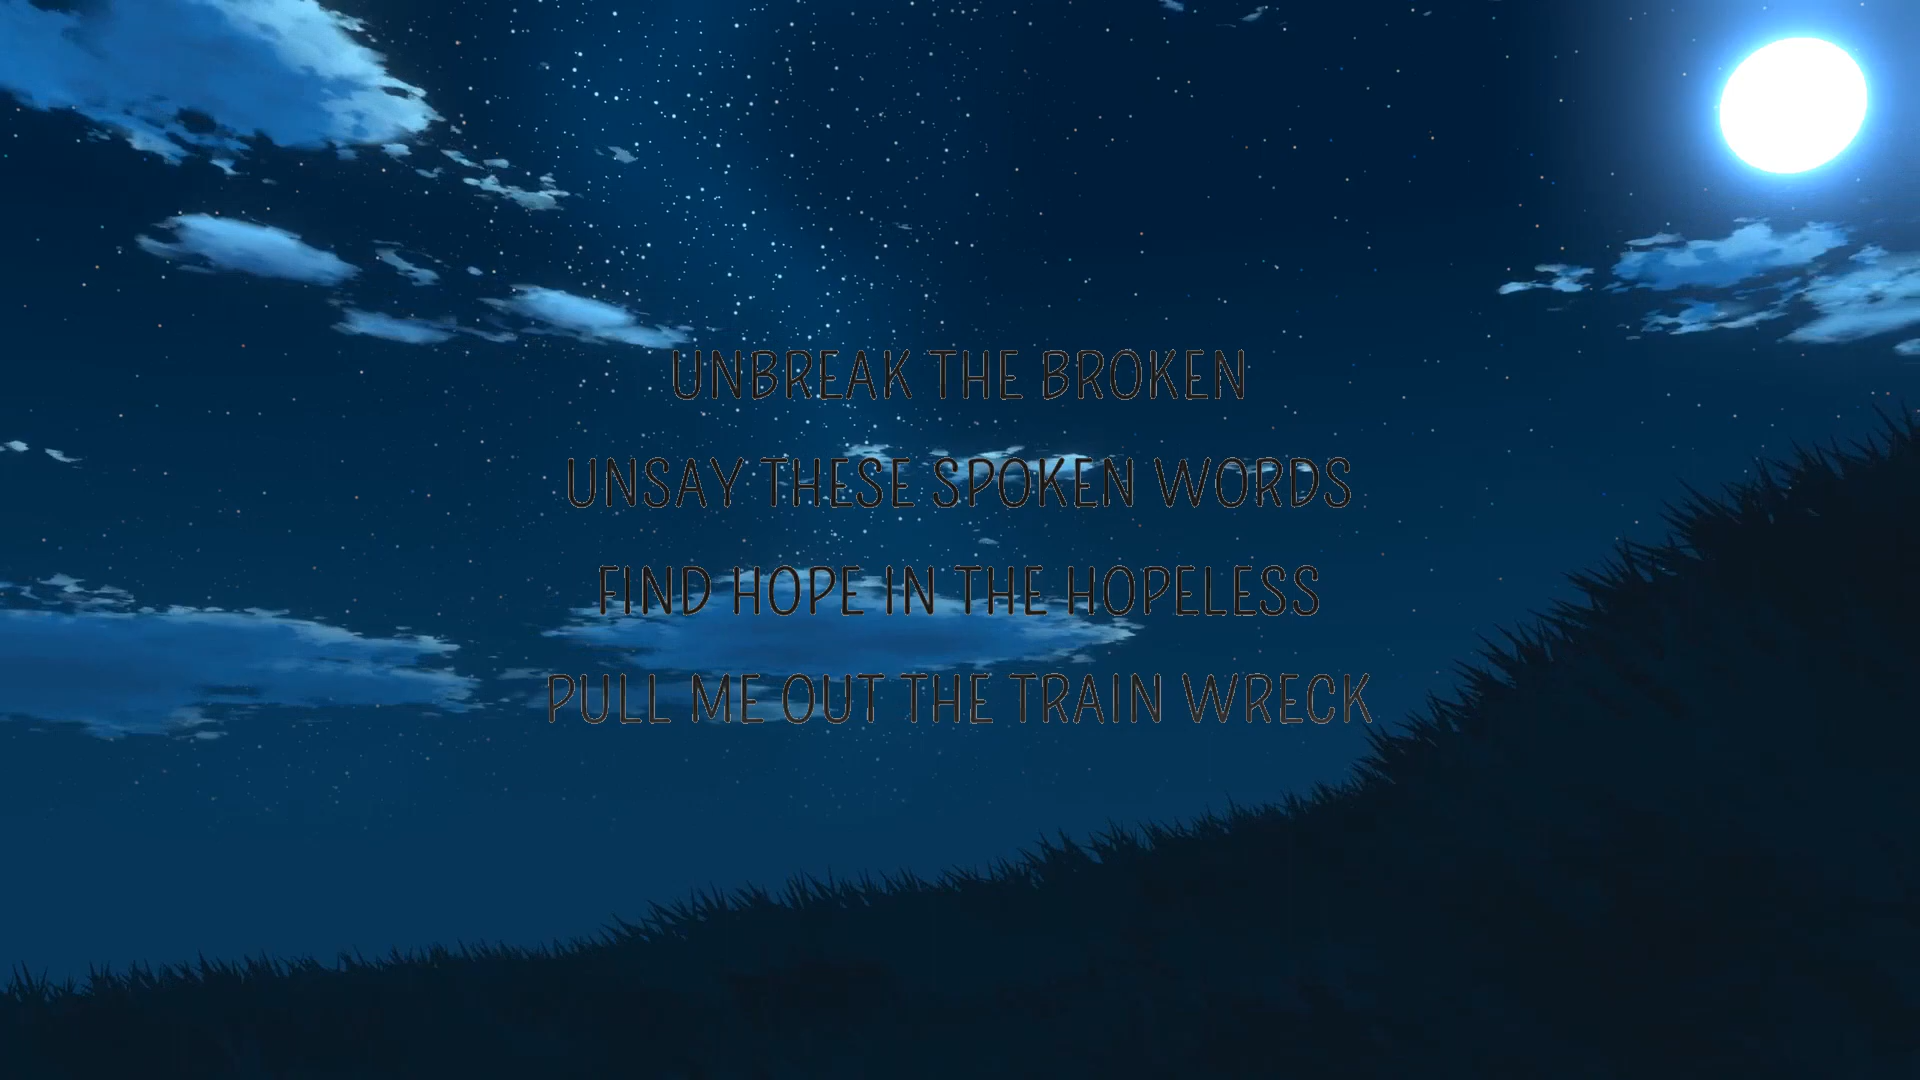 UNBREAK THE BROKEN
UNSAY THESE SPOKEN WORDS
FIND HOPE IN THE HOPELESS
PULL ME OUT THE TRAIN WRECK